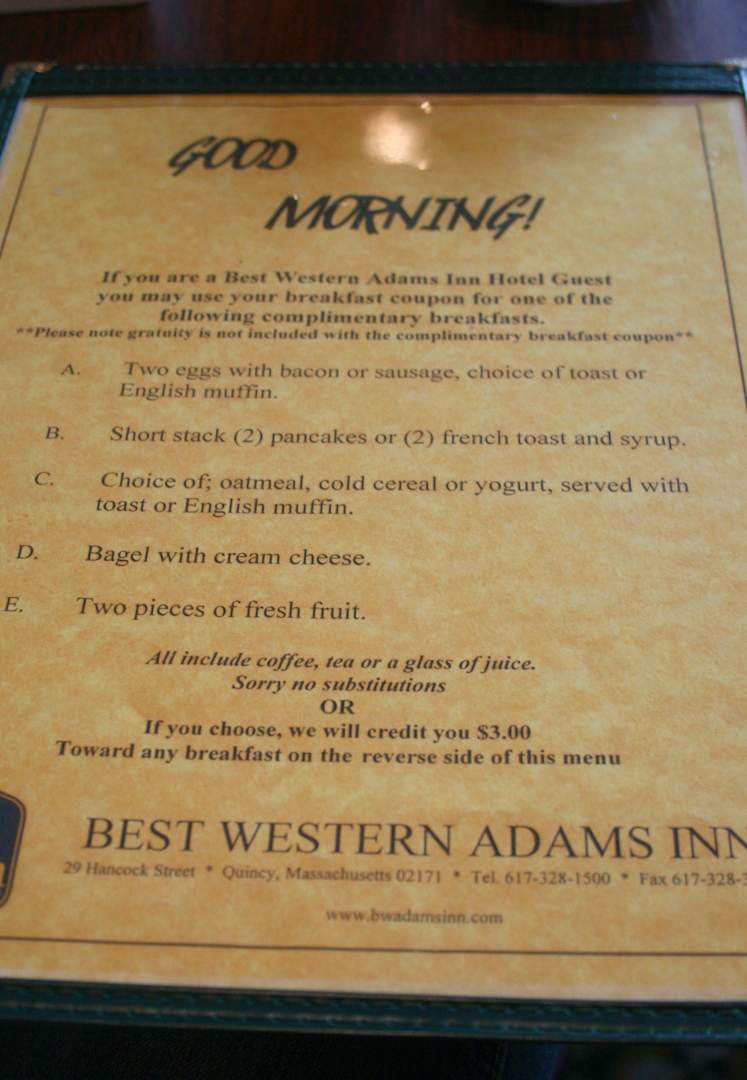 GOOD
MORNING!
If you are a Best Western Adams Inn Hotel Guest
you may use your breakfast coupon for one of the
following complimentary breakfasts.
**Please note gratuity is not included with the complimentary breakfast coupon**
A. Two eggs with bacon or sausage, choice of toast or
English muffin.
B. Short stack (2) pancakes or (2) french toast and syrup.
C. Choice of; oatmeal, cold cereal or yogurt, served with
toast or English muffin.
D. Bagel with cream cheese.
E. Two pieces of fresh fruit.
All include coffee, tea or a glass of juice.
Sorry no substitutions
OR
If you choose, we will credit you $3.00
Toward any breakfast on the reverse side of this menu
BEST WESTERN ADAMS INN
29 Hancock Street * Quincy, Massachusetts 02171 * Tel. 617-328-1500 * Fax 617-328-
www.bwadamsinn.com